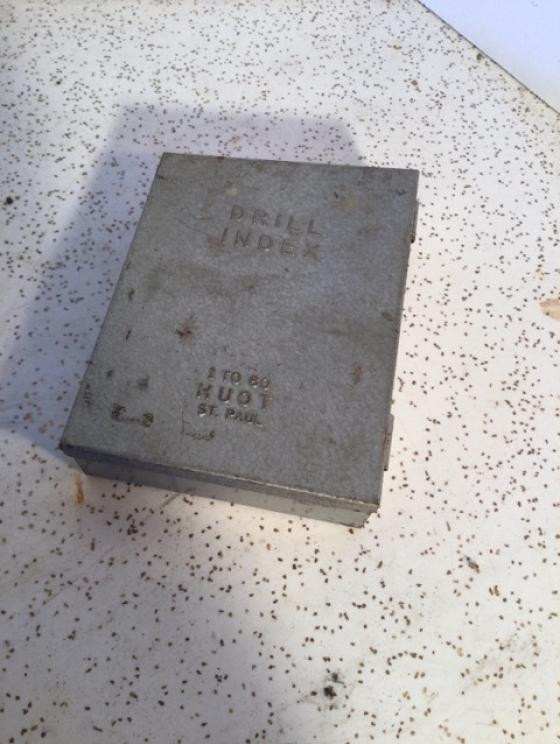 DRILL
INDEX
1 TO 60
HUOT
ST. PAUL